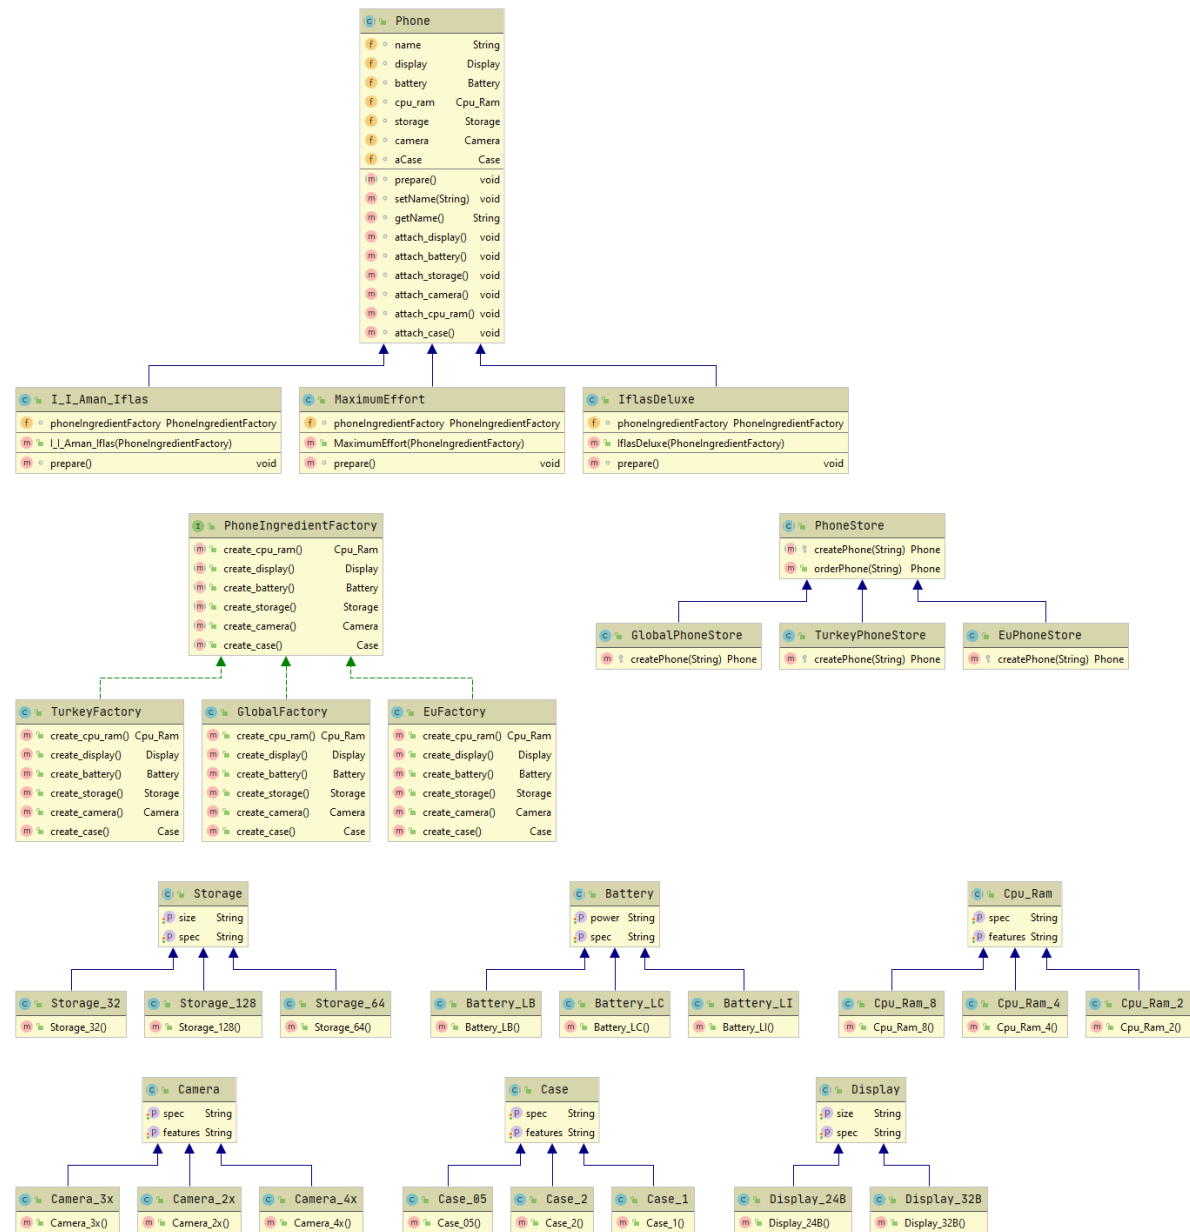 Phone
name String
display Display
battery Battery
cpu_ram Cpu_Ram
storage Storage
camera Camera
aCase Case
prepare() void
setName(String) void
getName() String
attach_display() void
attach_battery() void
attach_storage() void
attach_camera() void
attach_cpu_ram() void
attach_case() void
I_I_Aman_Iflas
phoneIngredientFactory PhoneIngredientFactory
I_I_Aman_Iflas(PhoneIngredientFactory)
prepare() void
MaximumEffort
phoneIngredientFactory PhoneIngredientFactory
MaximumEffort(PhoneIngredientFactory)
prepare() void
IflasDeluxe
phoneIngredientFactory PhoneIngredientFactory
IflasDeluxe(PhoneIngredientFactory)
prepare() void
PhoneIngredientFactory
create_cpu_ram() Cpu_Ram
create_display() Display
create_battery() Battery
create_storage() Storage
create_camera() Camera
create_case() Case
PhoneStore
createPhone(String) Phone
orderPhone(String) Phone
GlobalPhoneStore
createPhone(String) Phone
TurkeyPhoneStore
createPhone(String) Phone
EuPhoneStore
createPhone(String) Phone
TurkeyFactory
create_cpu_ram() Cpu_Ram
create_display() Display
create_battery() Battery
create_storage() Storage
create_camera() Camera
create_case() Case
GlobalFactory
create_cpu_ram() Cpu_Ram
create_display() Display
create_battery() Battery
create_storage() Storage
create_camera() Camera
create_case() Case
EuFactory
create_cpu_ram() Cpu_Ram
create_display() Display
create_battery() Battery
create_storage() Storage
create_camera() Camera
create_case() Case
Storage
size String
spec String
Storage_32
Storage_32()
Storage_128
Storage_128()
Storage_64
Storage_64()
Battery
power String
spec String
Battery_LB
Battery_LB()
Battery_LC
Battery_LC()
Battery_LI
Battery_LI()
Cpu_Ram
spec String
features String
Cpu_Ram_8
Cpu_Ram_8()
Cpu_Ram_4
Cpu_Ram_4()
Cpu_Ram_2
Cpu_Ram_2()
Camera
spec String
features String
Camera_3x
Camera_3x()
Camera_2x
Camera_2x()
Camera_4x
Camera_4x()
Case
spec String
features String
Case_05
Case_05()
Case_2
Case_2()
Case_1
Case_1()
Display
size String
spec String
Display_24B
Display_24B()
Display_32B
Display_32B()